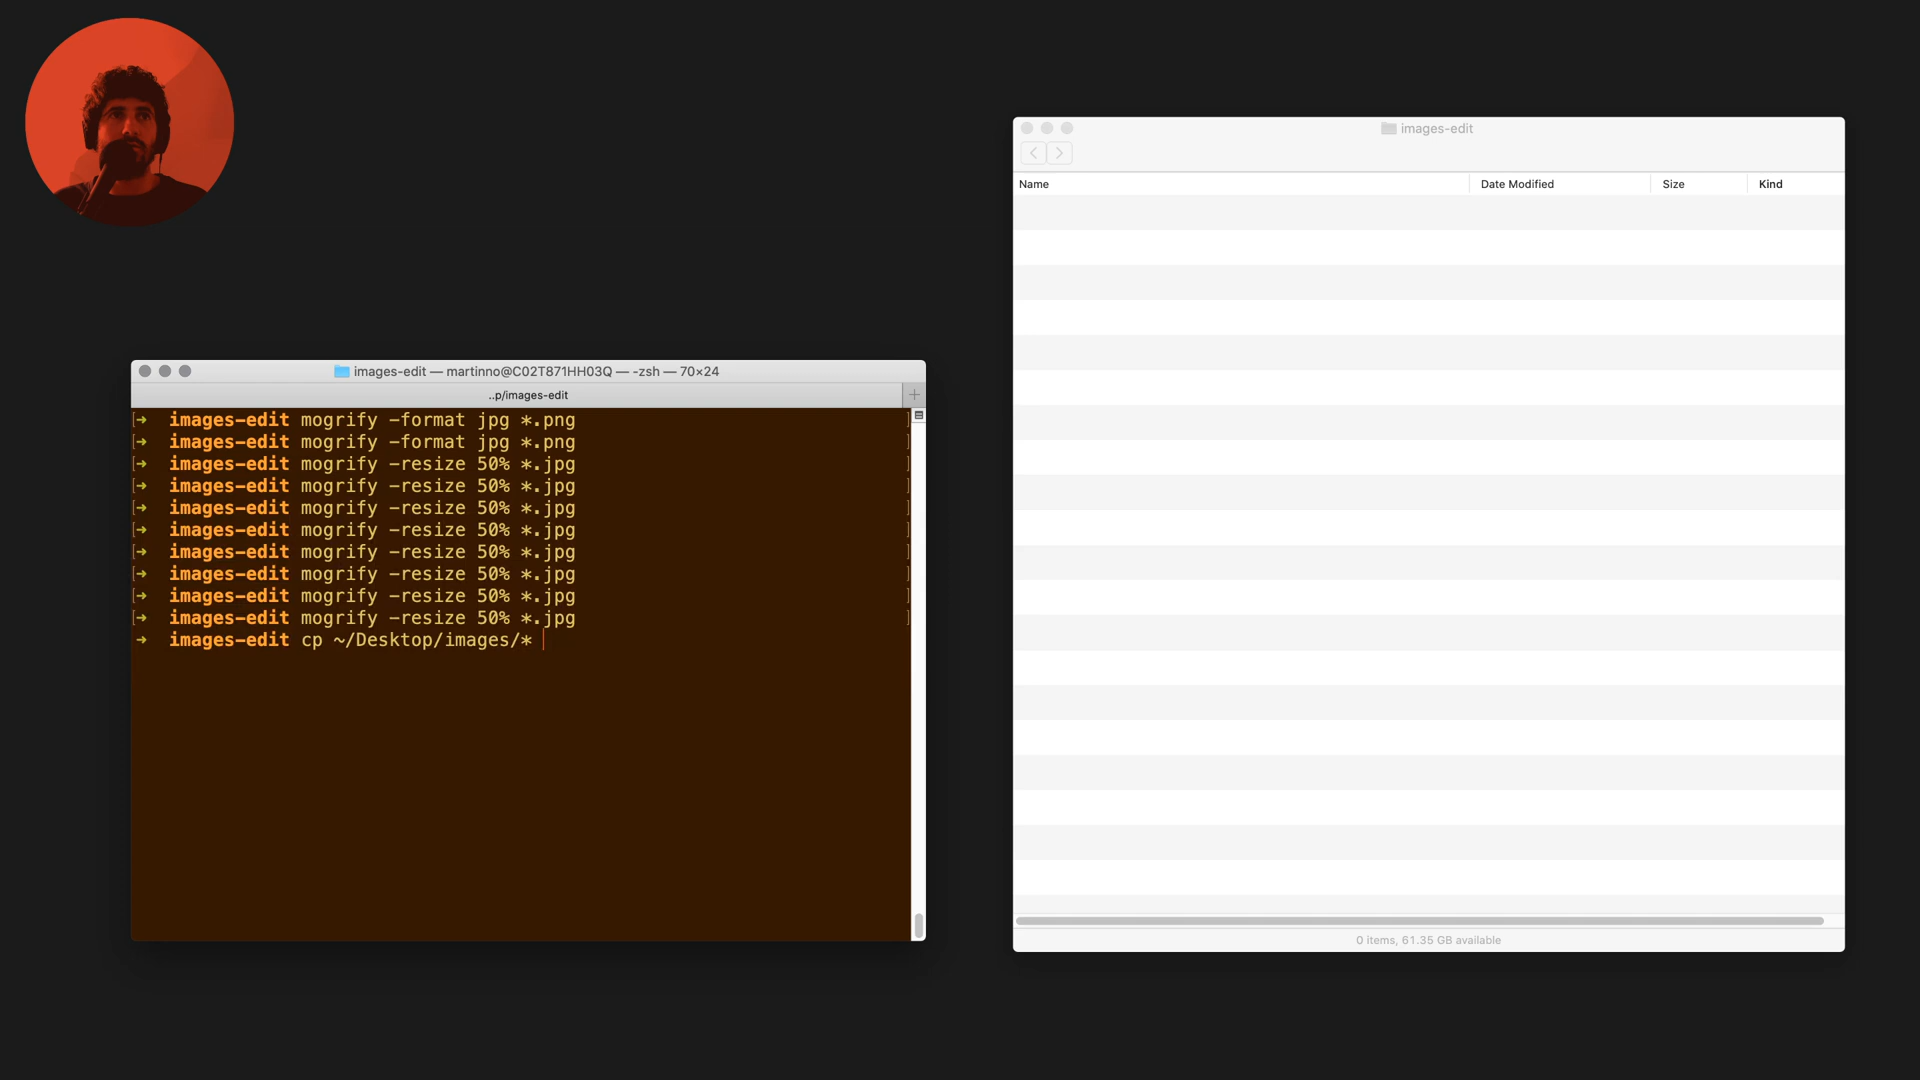 images-edit — martinno@C02T871HH03Q — -zsh — 70×24
..p/images-edit
[➜ images-edit mogrify -format jpg *.png ]
[➜ images-edit mogrify -format jpg *.png ]
[➜ images-edit mogrify -resize 50% *.jpg ]
[➜ images-edit mogrify -resize 50% *.jpg ]
[➜ images-edit mogrify -resize 50% *.jpg ]
[➜ images-edit mogrify -resize 50% *.jpg ]
[➜ images-edit mogrify -resize 50% *.jpg ]
[➜ images-edit mogrify -resize 50% *.jpg ]
[➜ images-edit mogrify -resize 50% *.jpg ]
[➜ images-edit mogrify -resize 50% *.jpg ]
➜ images-edit cp ~/Desktop/images/*
images-edit
Name Date Modified Size Kind
0 items, 61.35 GB available